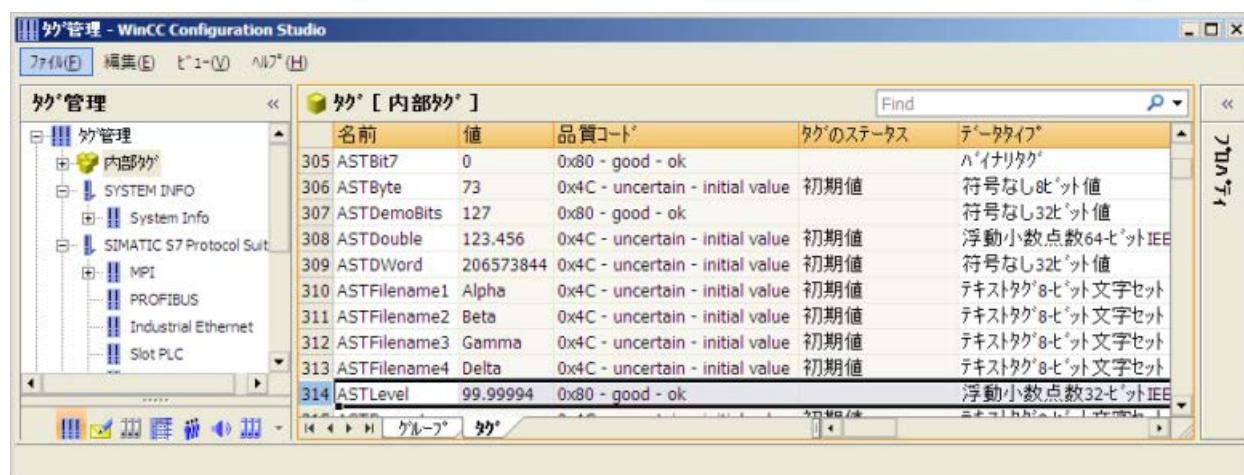 ﾀｸﾞ管理 - WinCC Configuration Studio
ﾌｧｲﾙ(F) 編集(E) ﾋﾞｭｰ(V) ﾍﾙﾌﾟ(H)
ﾀｸﾞ管理 «
ﾀｸﾞ管理
内部ﾀｸﾞ
SYSTEM INFO
System Info
SIMATIC S7 Protocol Suit
MPI
PROFIBUS
Industrial Ethernet
Slot PLC
ﾀｸﾞ [ 内部ﾀｸﾞ ] Find
名前 値 品質ｺｰﾄﾞ ﾀｸﾞのｽﾃｰﾀｽ ﾃﾞｰﾀﾀｲﾌﾟ
305 ASTBit7 0 0x80 - good - ok ﾊﾞｲﾅﾘﾀｸﾞ
306 ASTByte 73 0x4C - uncertain - initial value 初期値 符号なし8ﾋﾞｯﾄ値
307 ASTDemoBits 127 0x80 - good - ok 符号なし32ﾋﾞｯﾄ値
308 ASTDouble 123.456 0x4C - uncertain - initial value 初期値 浮動小数点数64-ﾋﾞｯﾄIEE
309 ASTDWord 206573844 0x4C - uncertain - initial value 初期値 符号なし32ﾋﾞｯﾄ値
310 ASTFilename1 Alpha 0x4C - uncertain - initial value 初期値 ﾃｷｽﾄﾀｸﾞ8-ﾋﾞｯﾄ文字ｾｯﾄ
311 ASTFilename2 Beta 0x4C - uncertain - initial value 初期値 ﾃｷｽﾄﾀｸﾞ8-ﾋﾞｯﾄ文字ｾｯﾄ
312 ASTFilename3 Gamma 0x4C - uncertain - initial value 初期値 ﾃｷｽﾄﾀｸﾞ8-ﾋﾞｯﾄ文字ｾｯﾄ
313 ASTFilename4 Delta 0x4C - uncertain - initial value 初期値 ﾃｷｽﾄﾀｸﾞ8-ﾋﾞｯﾄ文字ｾｯﾄ
314 ASTLevel 99.99994 0x80 - good - ok 浮動小数点数32-ﾋﾞｯﾄIEE
ｸﾞﾙｰﾌﾟ ﾀｸﾞ
«
ﾌﾟﾛﾊﾟﾃｨ